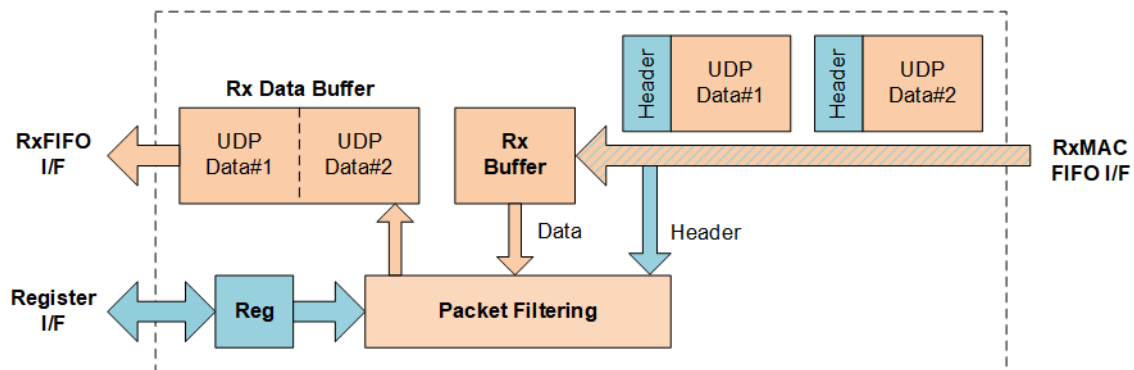 Header
UDP
Data#1
Header
UDP
Data#2
Rx Data Buffer
RxFIFO
I/F
UDP
Data#1
UDP
Data#2
Rx
Buffer
RxMAC
FIFO I/F
Data
Header
Register
I/F
Reg
Packet Filtering